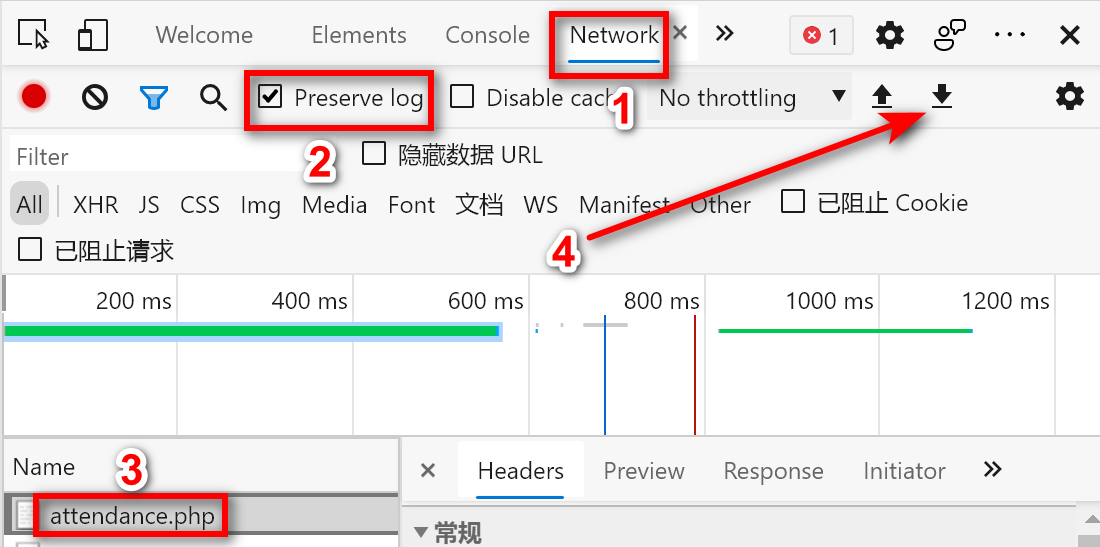 Welcome Elements Console Network 1
Preserve log Disable cach No throttling
1
Filter 隐藏数据 URL
2
All XHR JS CSS Img Media Font 文档 WS Manifest Other 已阻止 Cookie
4
已阻止请求
200 ms 400 ms 600 ms 800 ms 1000 ms 1200 ms
Name 3 Headers Preview Response Initiator
attendance.php
常规